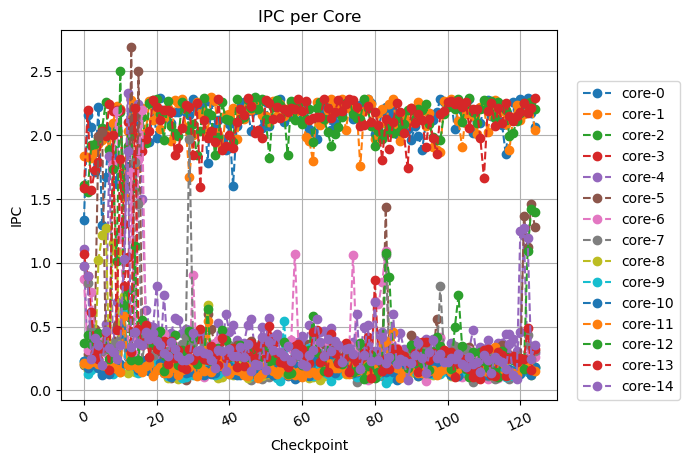 IPC per Core
IPC
2.5
2.0
1.5
1.0
0.5
0.0
0
20
40
60
80
100
120
Checkpoint
core-0
core-1
core-2
core-3
core-4
core-5
core-6
core-7
core-8
core-9
core-10
core-11
core-12
core-13
core-14